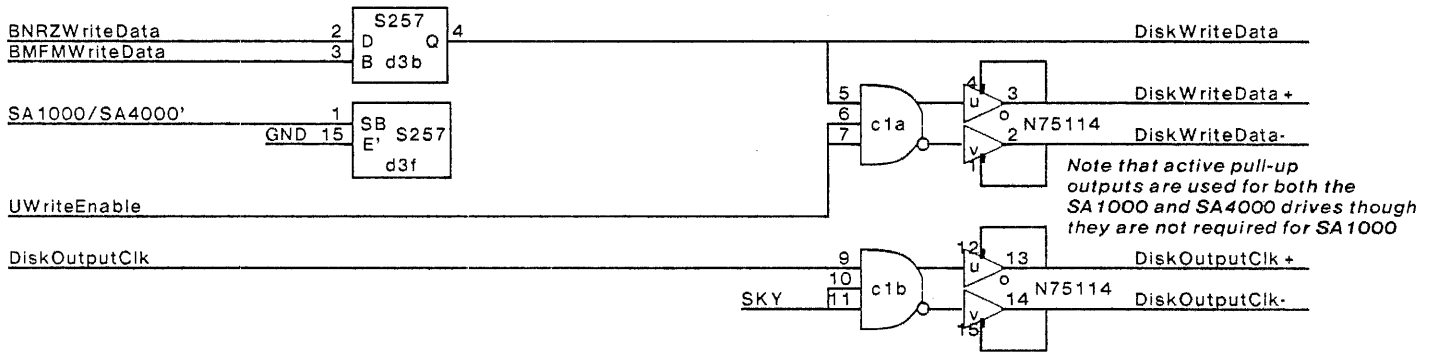 S257
BNRZWriteData 2 D Q 4 DiskWriteData
BMFMWriteData 3 B d3b
SA1000/SA4000' 1 SB S257
GND 15 E'
d3f
5 6 7 c1a
4 u 3 DiskWriteData+
N75114
v 2 1 DiskWriteData-
UWriteEnable
Note that active pull-up
outputs are used for both the
SA1000 and SA4000 drives though
they are not required for SA1000
DiskOutputClk 9 10 11 c1b
SKY
12 u 13 DiskOutputClk+
N75114
v 14 15 DiskOutputClk-